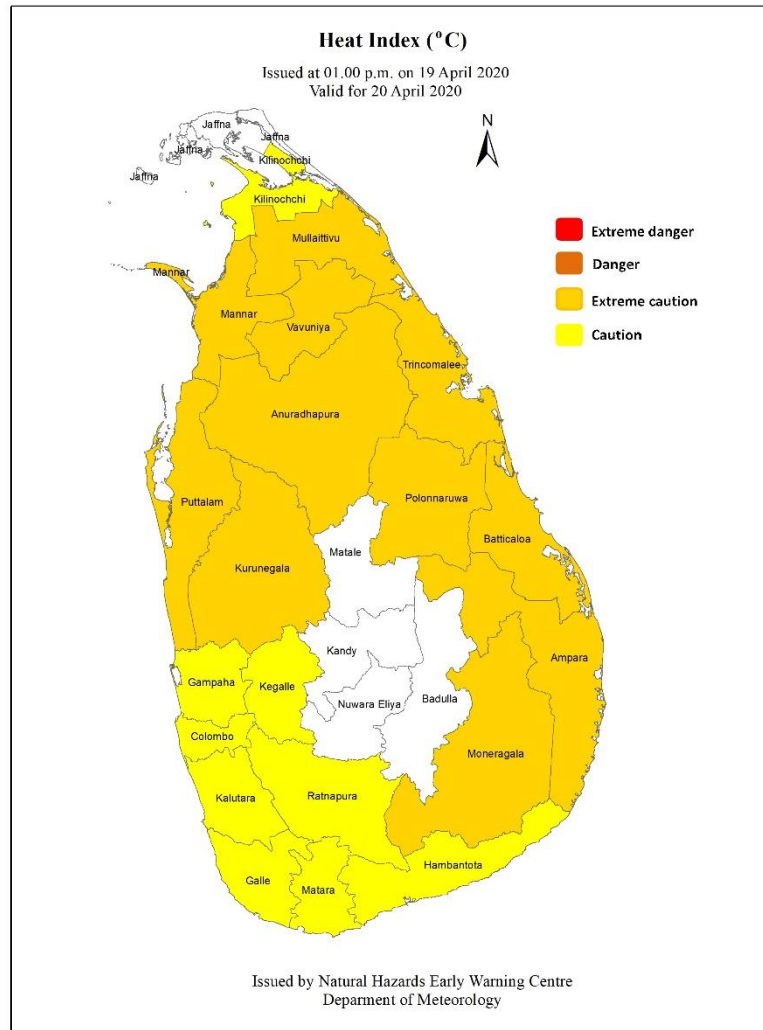 Heat Index (°C)
Issued at 01.00 p.m. on 19 April 2020
Valid for 20 April 2020
N
Jaffna
Jaffna
Jaffna
Kilinochchi
Jaffna
Kilinochchi
Extreme danger
Mullaittivu
Danger
Mannar
Extreme caution
Mannar
Vavuniya
Caution
Trincomalee
Anuradhapura
Puttalam
Polonnaruwa
Batticaloa
Matale
Kurunegala
Kandy
Ampara
Gampaha
Kegalle
Nuwara Eliya
Badulla
Colombo
Moneragala
Kalutara
Ratnapura
Hambantota
Galle
Matara
Issued by Natural Hazards Early Warning Centre
Deparment of Meteorology